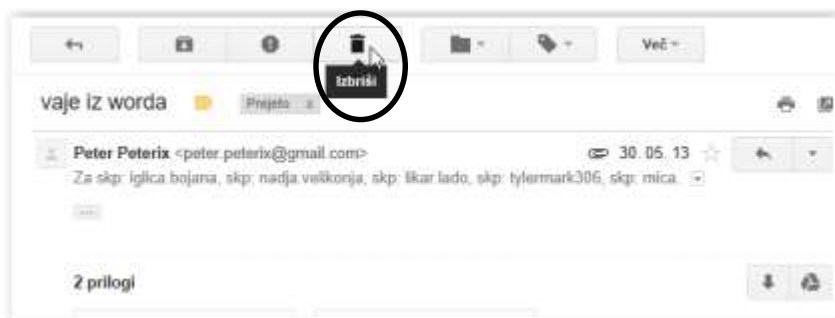 Več
Izbriši
vaje iz worda Prejeto x
Peter Peterix <peter.peterix@gmail.com> 30. 05. 13
Za skp: iglica bojana, skp: nadja velikonja, skp: likar lado, skp: tylermark306, skp: mica.
2 prilogi